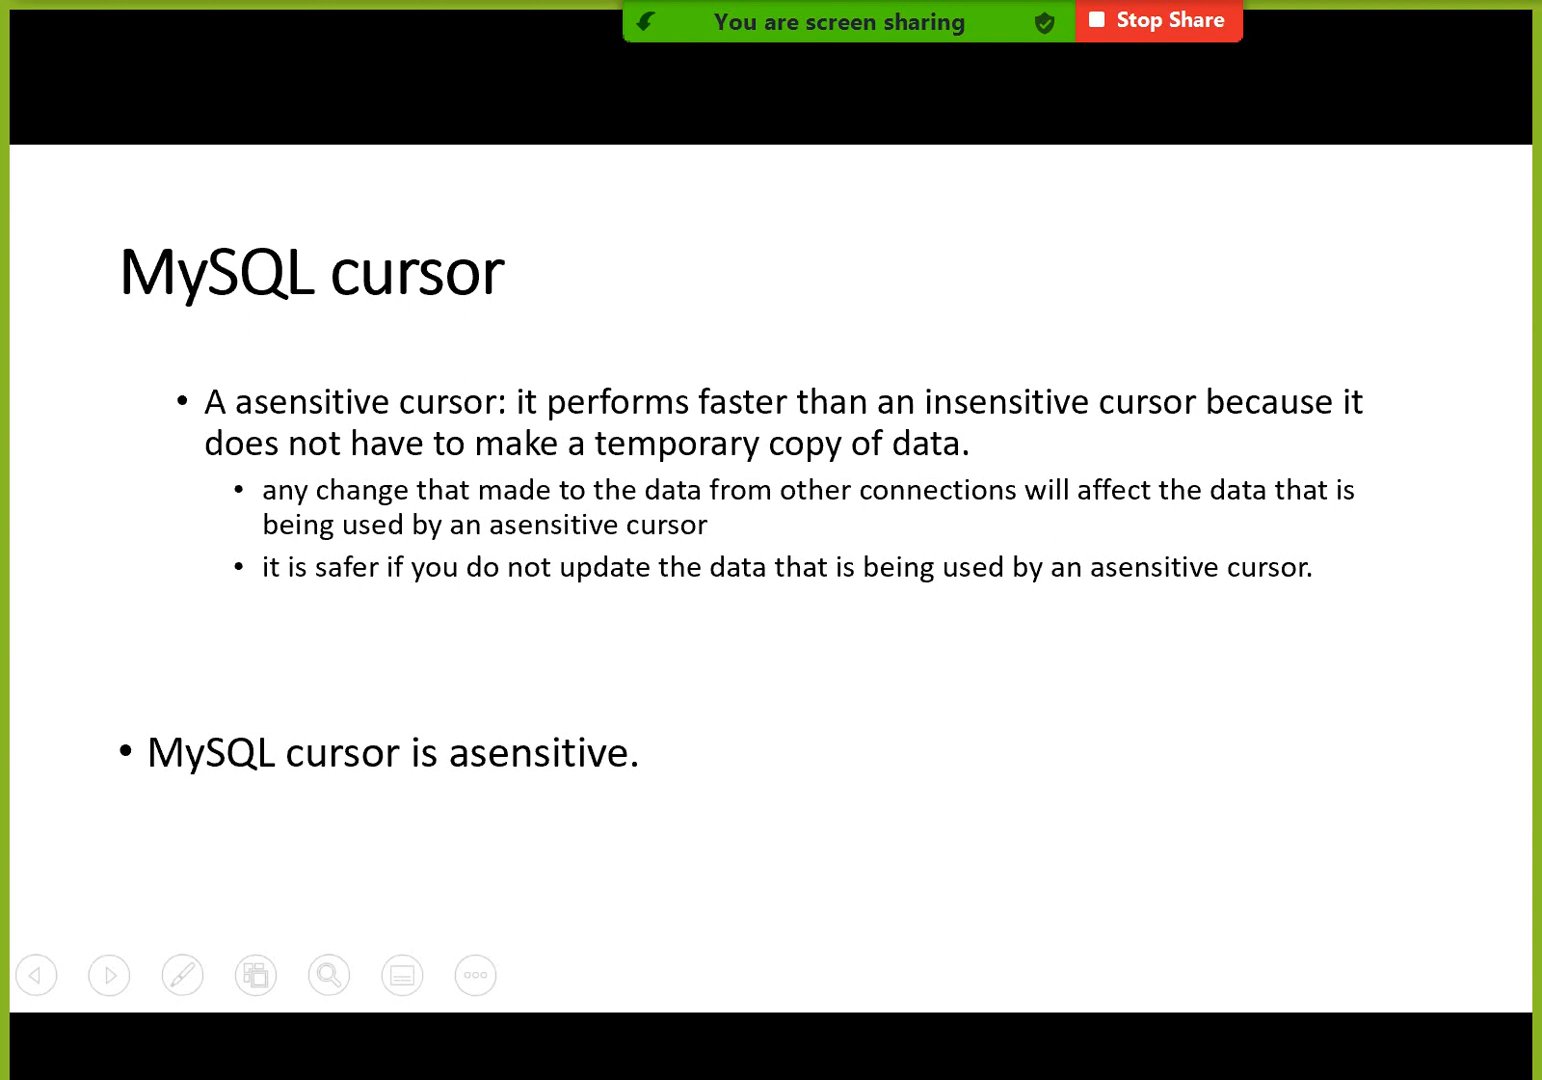 You are screen sharing
Stop Share
MySQL cursor
• A asensitive cursor: it performs faster than an insensitive cursor because it
does not have to make a temporary copy of data.
• any change that made to the data from other connections will affect the data that is
being used by an asensitive cursor
• it is safer if you do not update the data that is being used by an asensitive cursor.
• MySQL cursor is asensitive.